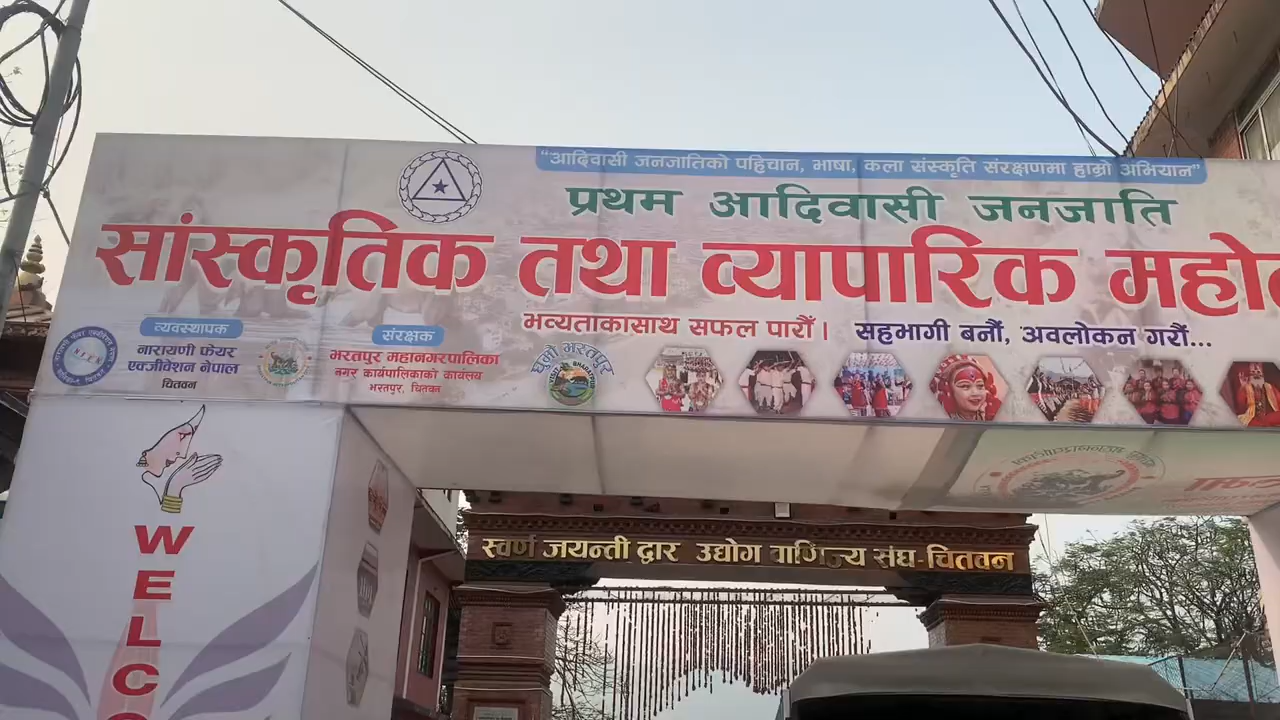 “आदिवासी जनजातिको पहिचान, भाषा, कला संस्कृति संरक्षणमा हाम्रो अभियान”
प्रथम आदिवासी जनजाति
सांस्कृतिक तथा व्यापारिक
भव्यताकासाथ सफल पारौं। सहभागी बनौं, अवलोकन गरौं...
व्यवस्थापक
नारायणी फेयर
एक्जीविशन नेपाल
चितवन
संरक्षक
भरतपुर महानगरपालिका
नगर कार्यपालिकाको कार्यालय
भरतपुर, चितवन
घुमौं भरतपुर
WELC
स्वर्ण जयन्ती द्वार उद्योग वाणिज्य संघ-चितवन